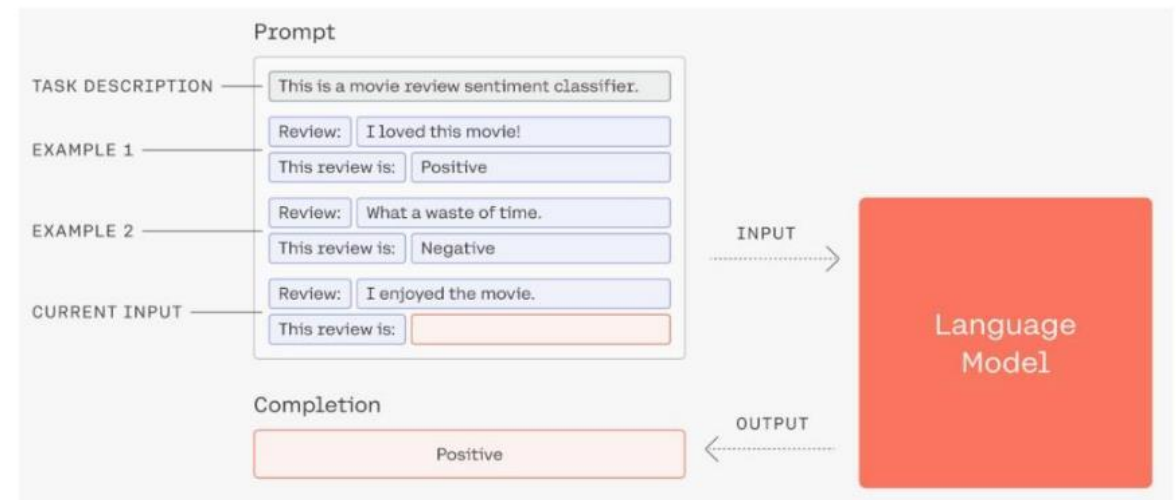 Prompt
TASK DESCRIPTION
This is a movie review sentiment classifier.
EXAMPLE 1
Review: I loved this movie!
This review is: Positive
EXAMPLE 2
Review: What a waste of time.
This review is: Negative
CURRENT INPUT
Review: I enjoyed the movie.
This review is:
INPUT
Language
Model
Completion
Positive
OUTPUT